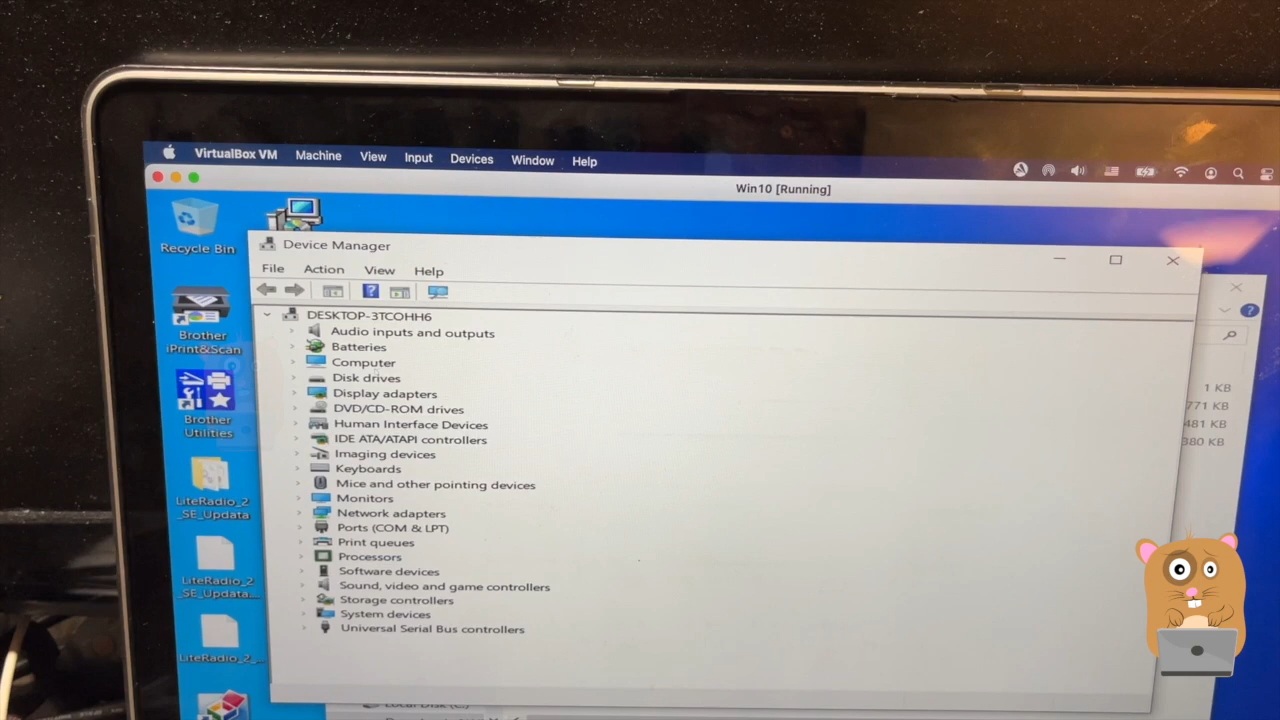 VirtualBox VM Machine View Input Devices Window Help
Win10 [Running]
Recycle Bin
Device Manager
File Action View Help
DESKTOP-3TCOHH6
Audio inputs and outputs
Batteries
Computer
Disk drives
Display adapters
DVD/CD-ROM drives
Human Interface Devices
IDE ATA/ATAPI controllers
Imaging devices
Keyboards
Mice and other pointing devices
Monitors
Network adapters
Ports (COM & LPT)
Print queues
Processors
Software devices
Sound, video and game controllers
Storage controllers
System devices
Universal Serial Bus controllers
Brother
iPrint&Scan
Brother
Utilities
LiteRadio_2
_SE_Updata
LiteRadio_2
_SE_Updata...
LiteRadio_2_...
1 KB
771 KB
481 KB
380 KB
Local Disk (C:)